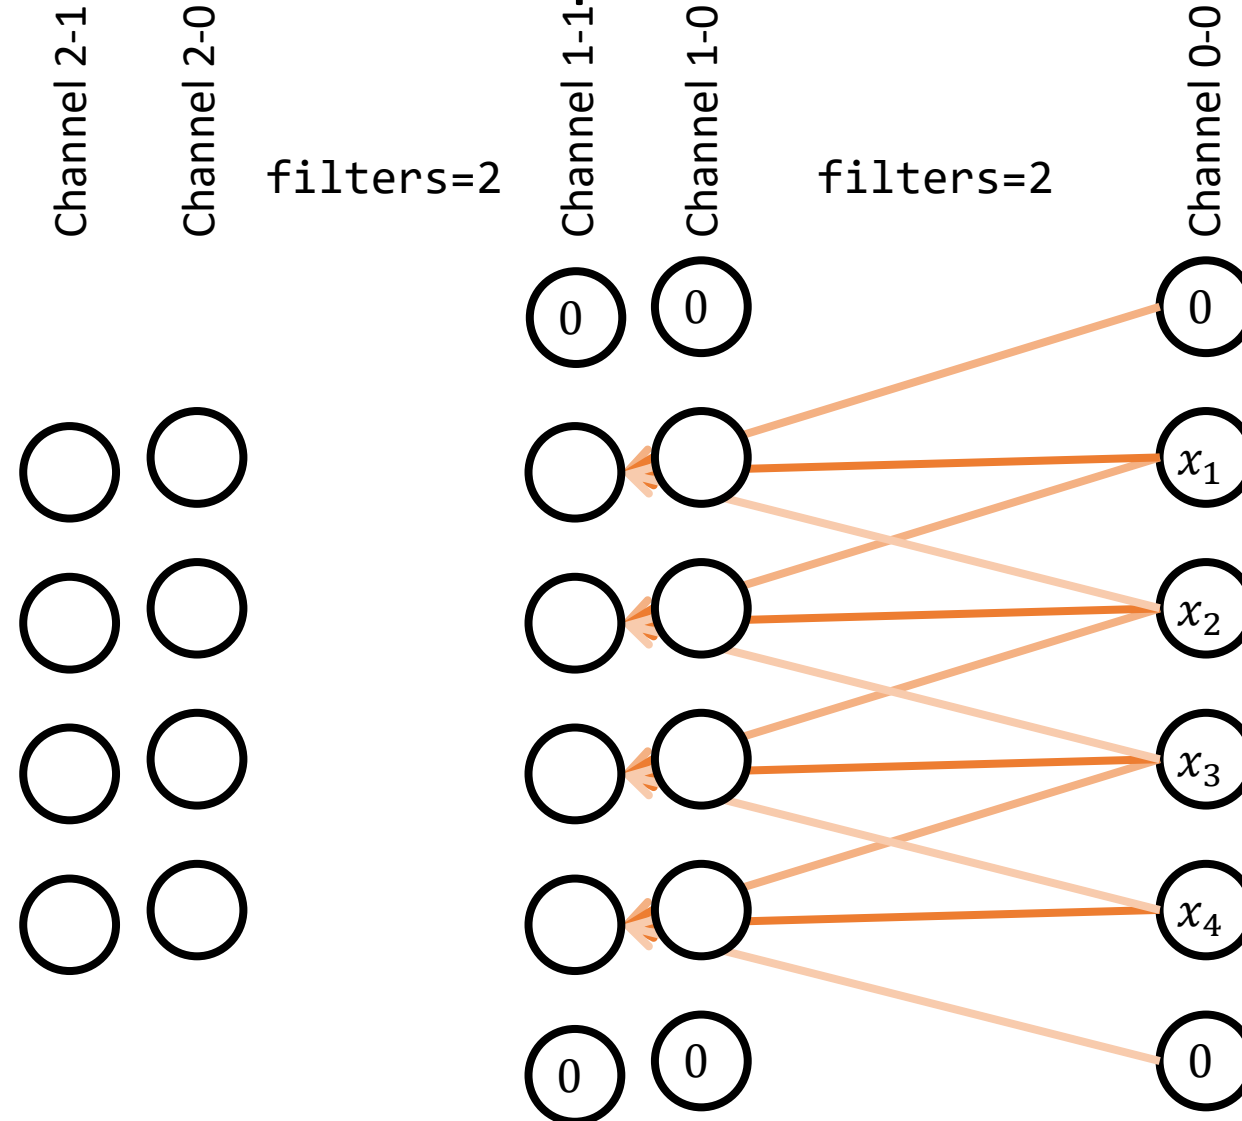 Channel 2-1
Channel 2-0
Channel 1-1
Channel 1-0
Channel 0-0
filters=2
filters=2
0
0
0
x₁
x₂
x₃
x₄
0
0
0